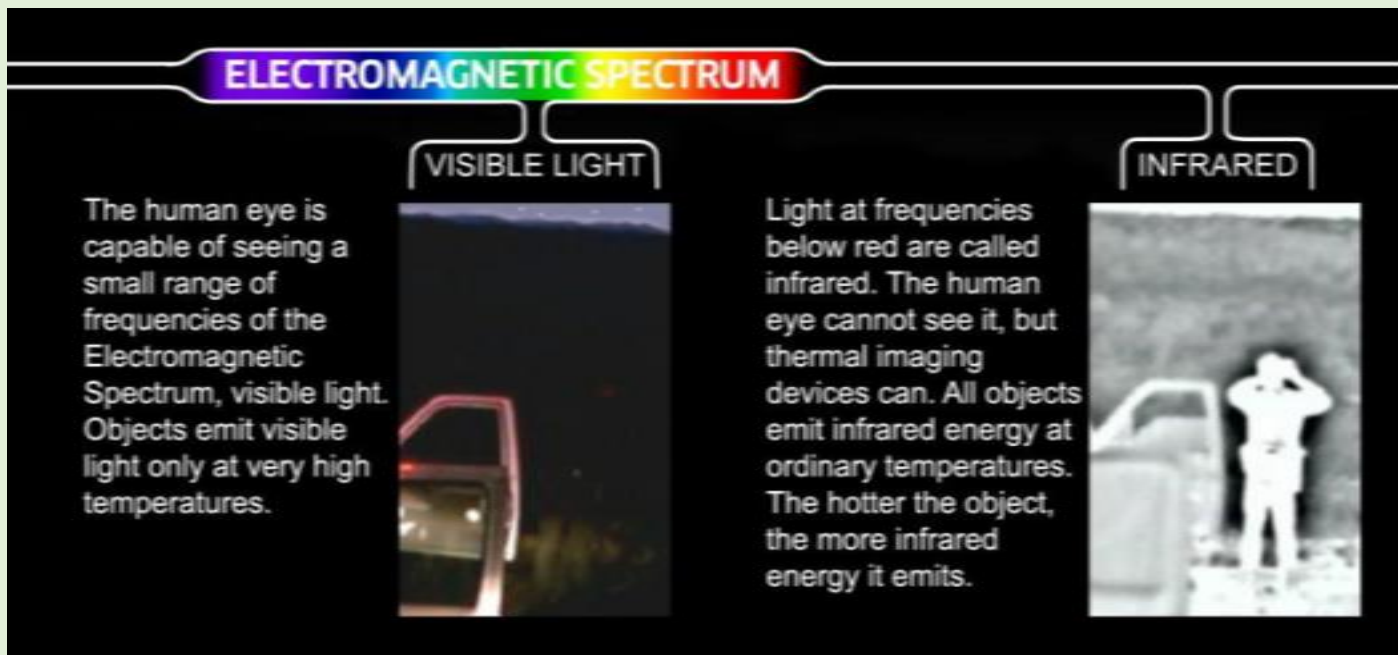 ELECTROMAGNETIC SPECTRUM
VISIBLE LIGHT
The human eye is
capable of seeing a
small range of
frequencies of the
Electromagnetic
Spectrum, visible light.
Objects emit visible
light only at very high
temperatures.
INFRARED
Light at frequencies
below red are called
infrared. The human
eye cannot see it, but
thermal imaging
devices can. All objects
emit infrared energy at
ordinary temperatures.
The hotter the object,
the more infrared
energy it emits.